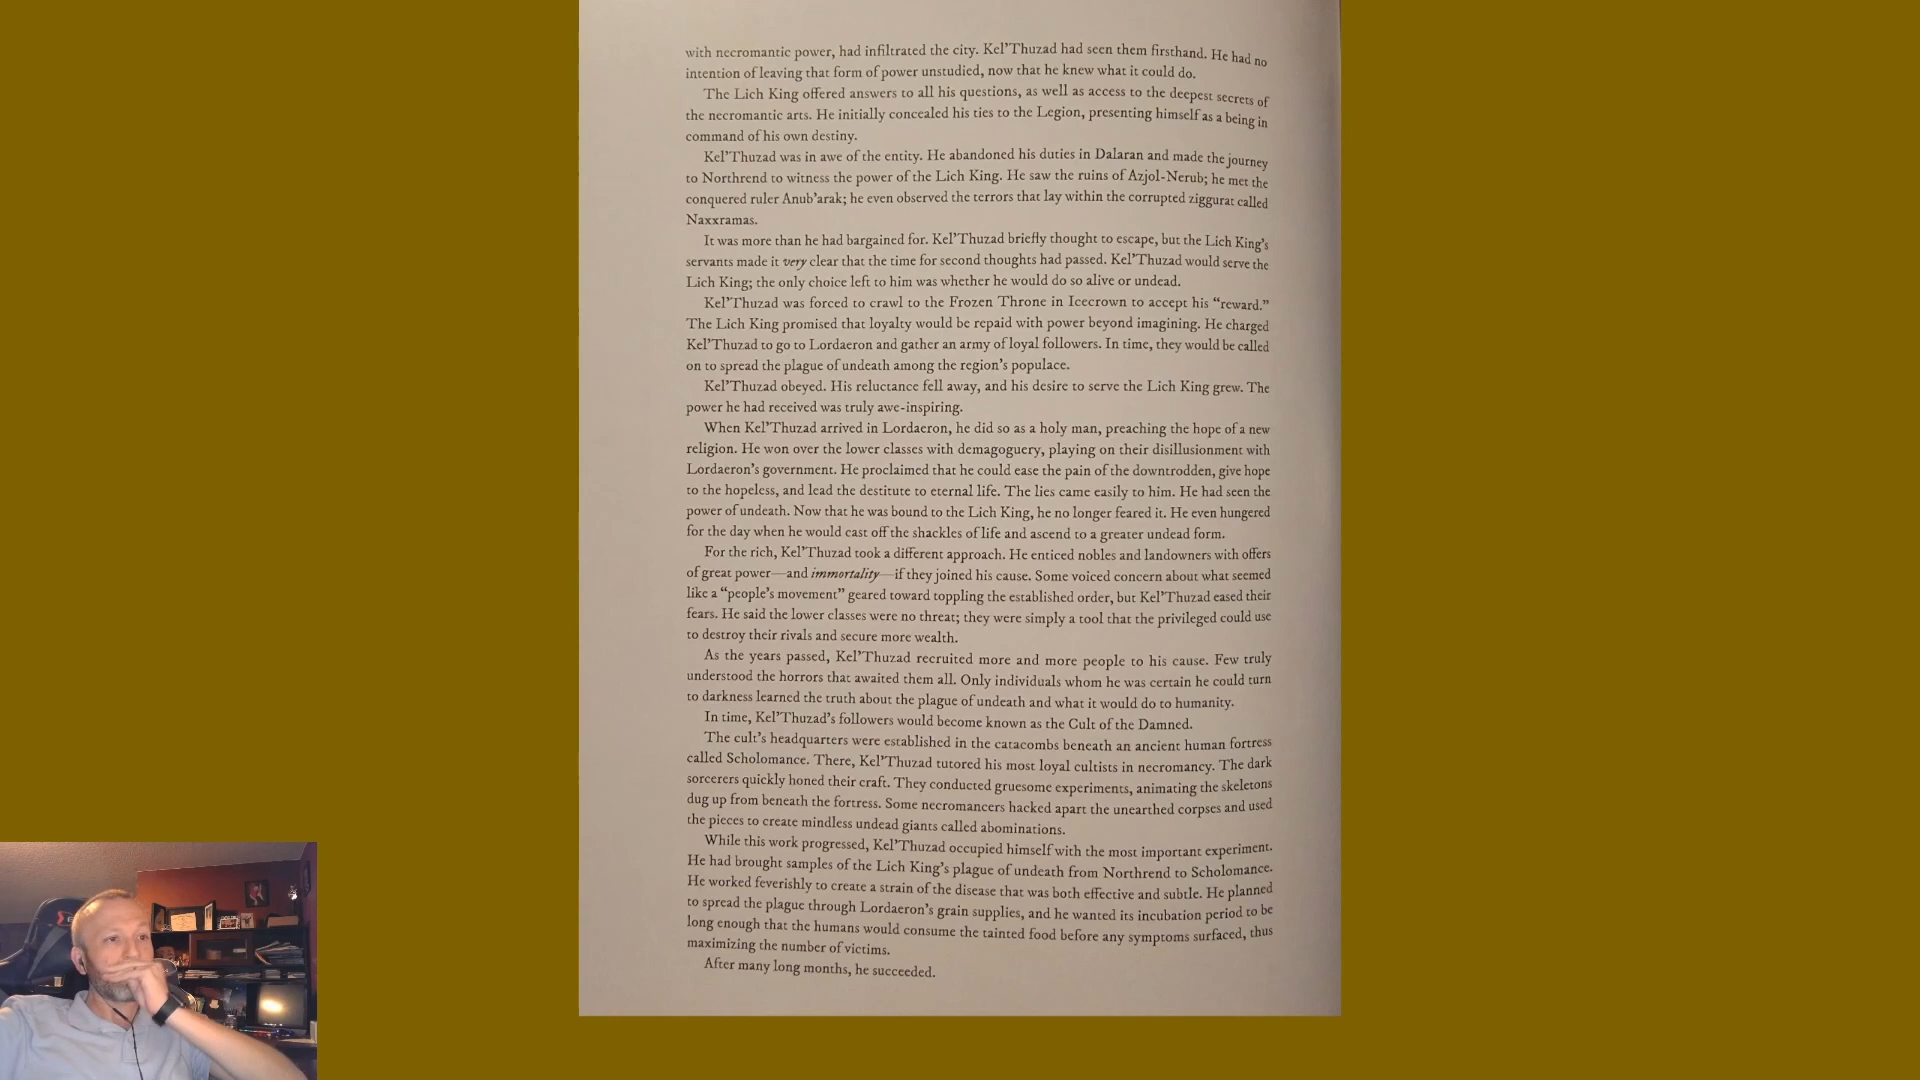 with necromantic power, had infiltrated the city. Kel'Thuzad had seen them firsthand. He had no
intention of leaving that form of power unstudied, now that he knew what it could do.
The Lich King offered answers to all his questions, as well as access to the deepest secrets of
the necromantic arts. He initially concealed his ties to the Legion, presenting himself as a being in
command of his own destiny.
Kel'Thuzad was in awe of the entity. He abandoned his duties in Dalaran and made the journey
to Northrend to witness the power of the Lich King. He saw the ruins of Azjol-Nerub; he met the
conquered ruler Anub'arak; he even observed the terrors that lay within the corrupted ziggurat called
Naxxramas.
It was more than he had bargained for. Kel'Thuzad briefly thought to escape, but the Lich King's
servants made it very clear that the time for second thoughts had passed. Kel'Thuzad would serve the
Lich King; the only choice left to him was whether he would do so alive or undead.
Kel'Thuzad was forced to crawl to the Frozen Throne in Icecrown to accept his “reward.”
The Lich King promised that loyalty would be repaid with power beyond imagining. He charged
Kel'Thuzad to go to Lordaeron and gather an army of loyal followers. In time, they would be called
on to spread the plague of undeath among the region's populace.
Kel'Thuzad obeyed. His reluctance fell away, and his desire to serve the Lich King grew. The
power he had received was truly awe-inspiring.
When Kel'Thuzad arrived in Lordaeron, he did so as a holy man, preaching the hope of a new
religion. He won over the lower classes with demagoguery, playing on their disillusionment with
Lordaeron's government. He proclaimed that he could ease the pain of the downtrodden, give hope
to the hopeless, and lead the destitute to eternal life. The lies came easily to him. He had seen the
power of undeath. Now that he was bound to the Lich King, he no longer feared it. He even hungered
for the day when he would cast off the shackles of life and ascend to a greater undead form.
For the rich, Kel'Thuzad took a different approach. He enticed nobles and landowners with offers
of great power—and immortality—if they joined his cause. Some voiced concern about what seemed
like a “people's movement” geared toward toppling the established order, but Kel'Thuzad eased their
fears. He said the lower classes were no threat; they were simply a tool that the privileged could use
to destroy their rivals and secure more wealth.
As the years passed, Kel'Thuzad recruited more and more people to his cause. Few truly
understood the horrors that awaited them all. Only individuals whom he was certain he could turn
to darkness learned the truth about the plague of undeath and what it would do to humanity.
In time, Kel'Thuzad's followers would become known as the Cult of the Damned.
The cult's headquarters were established in the catacombs beneath an ancient human fortress
called Scholomance. There, Kel'Thuzad tutored his most loyal cultists in necromancy. The dark
sorcerers quickly honed their craft. They conducted gruesome experiments, animating the skeletons
dug up from beneath the fortress. Some necromancers hacked apart the unearthed corpses and used
the pieces to create mindless undead giants called abominations.
While this work progressed, Kel'Thuzad occupied himself with the most important experiment.
He had brought samples of the Lich King's plague of undeath from Northrend to Scholomance.
He worked feverishly to create a strain of the disease that was both effective and subtle. He planned
to spread the plague through Lordaeron's grain supplies, and he wanted its incubation period to be
long enough that the humans would consume the tainted food before any symptoms surfaced, thus
maximizing the number of victims.
After many long months, he succeeded.